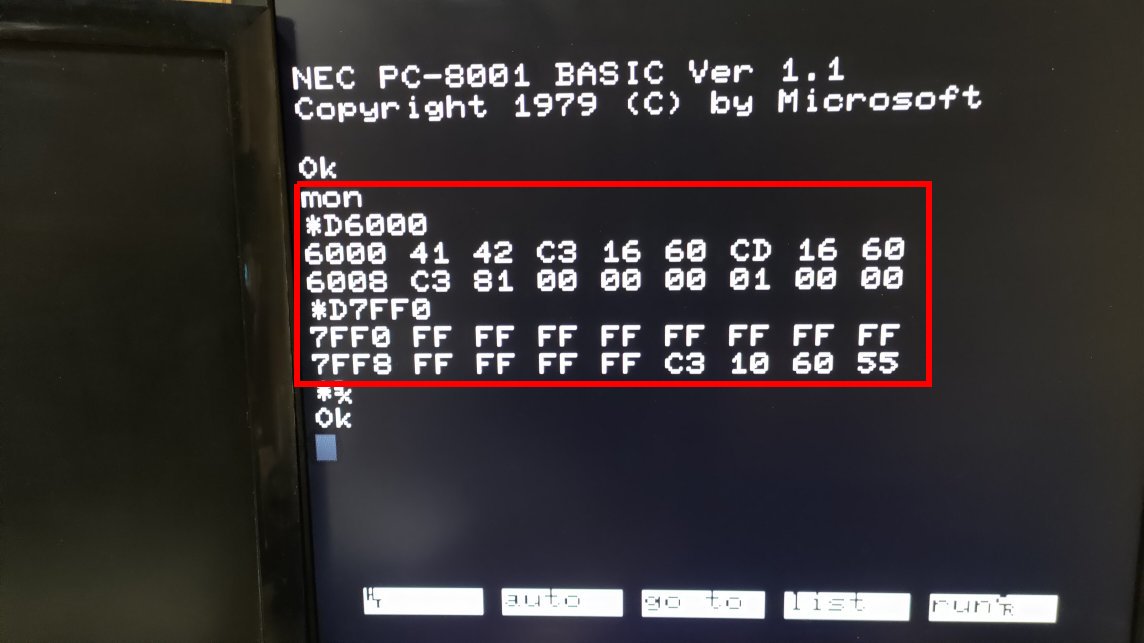 NEC PC-8001 BASIC Ver 1.1
Copyright 1979 (C) by Microsoft
Ok
mon
*D6000
6000 41 42 C3 16 60 CD 16 60
6008 C3 81 00 00 00 01 00 00
*D7FF0
7FF0 FF FF FF FF FF FF FF FF
7FF8 FF FF FF FF C3 10 60 55
*
Ok
auto go to list run